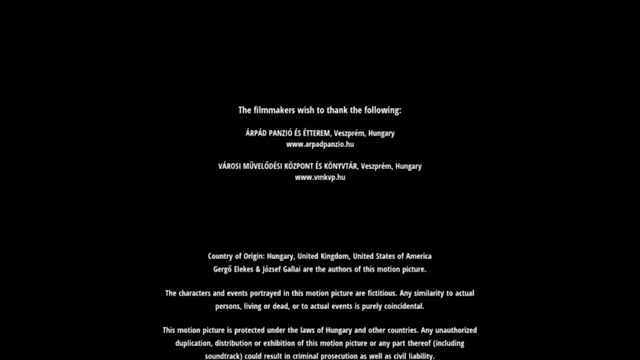 The filmmakers wish to thank the following:
ÁRPÁD PANZIÓ ÉS ÉTTEREM, Veszprém, Hungary
www.arpadpanzio.hu
VÁROSI MŰVELŐDÉSI KÖZPONT ÉS KÖNYVTÁR, Veszprém, Hungary
www.vmkvp.hu
Country of Origin: Hungary, United Kingdom, United States of America
Gergő Elekes & József Gallai are the authors of this motion picture.
The characters and events portrayed in this motion picture are fictitious. Any similarity to actual
persons, living or dead, or to actual events is purely coincidental.
This motion picture is protected under the laws of Hungary and other countries. Any unauthorized
duplication, distribution or exhibition of this motion picture or any part thereof (including
soundtrack) could result in criminal prosecution as well as civil liability.